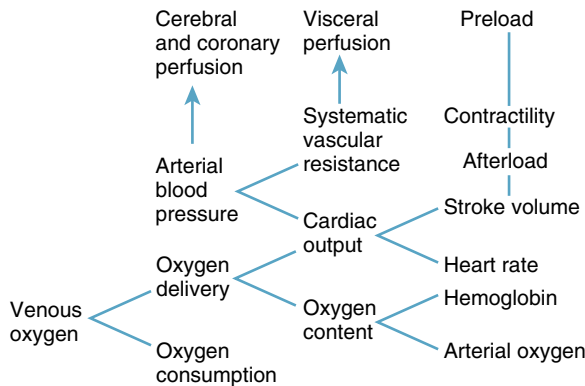 Cerebral
and coronary
perfusion
Visceral
perfusion
Preload
Systematic
vascular
resistance
Contractility
Afterload
Arterial
blood
pressure
Cardiac
output
Stroke volume
Oxygen
delivery
Heart rate
Hemoglobin
Venous
oxygen
Oxygen
content
Oxygen
consumption
Arterial oxygen